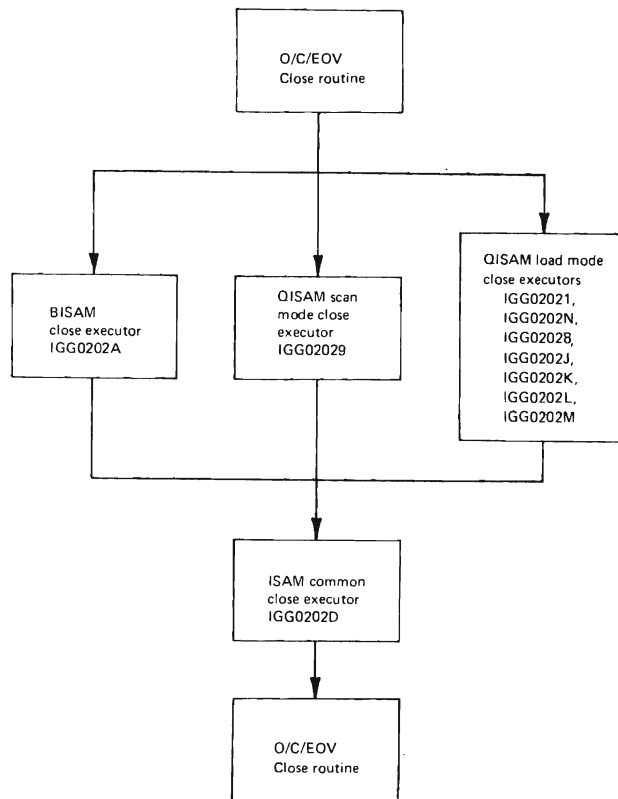 O/C/EOV
Close routine
BISAM
close executor
IGG0202A
QISAM scan
mode close
executor
IGG02029
QISAM load mode
close executors
IGG02021,
IGG0202N,
IGG02028,
IGG0202J,
IGG0202K,
IGG0202L,
IGG0202M
ISAM common
close executor
IGG0202D
O/C/EOV
Close routine